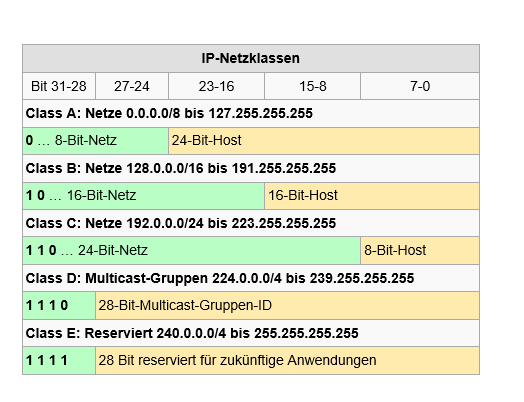 IP-Netzklassen
Bit 31-28 27-24 23-16 15-8 7-0
Class A: Netze 0.0.0.0/8 bis 127.255.255.255
0 … 8-Bit-Netz 24-Bit-Host
Class B: Netze 128.0.0.0/16 bis 191.255.255.255
1 0 … 16-Bit-Netz 16-Bit-Host
Class C: Netze 192.0.0.0/24 bis 223.255.255.255
1 1 0 … 24-Bit-Netz 8-Bit-Host
Class D: Multicast-Gruppen 224.0.0.0/4 bis 239.255.255.255
1 1 1 0 28-Bit-Multicast-Gruppen-ID
Class E: Reserviert 240.0.0.0/4 bis 255.255.255.255
1 1 1 1 28 Bit reserviert für zukünftige Anwendungen